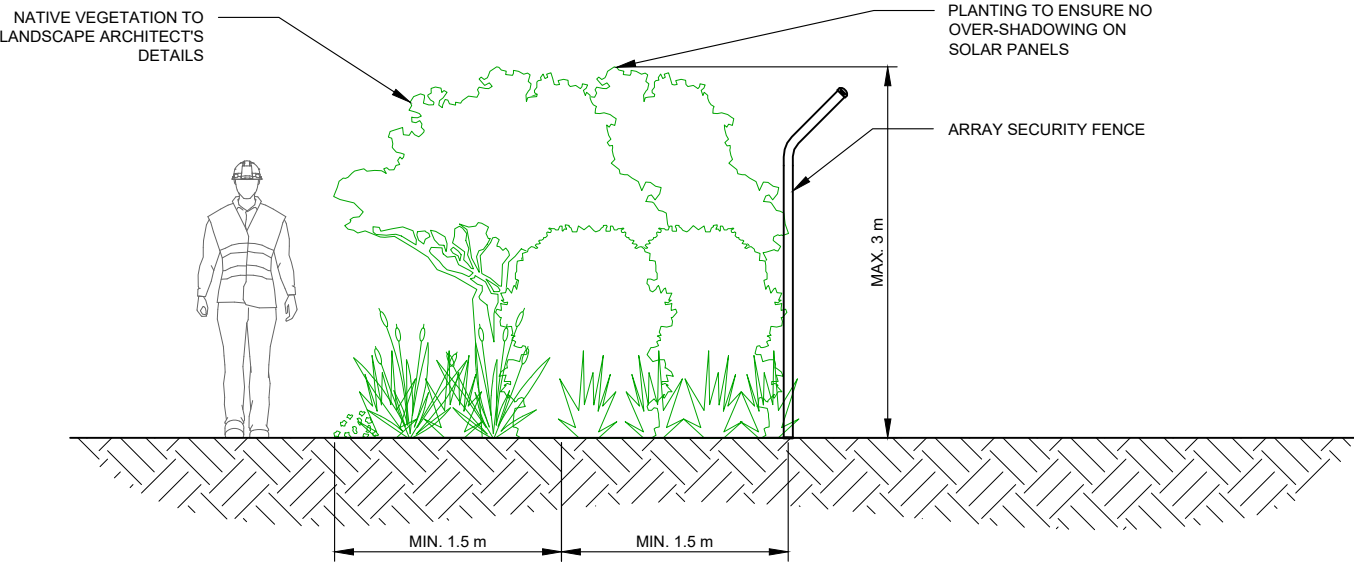 NATIVE VEGETATION TO
LANDSCAPE ARCHITECT'S
DETAILS
PLANTING TO ENSURE NO
OVER-SHADOWING ON
SOLAR PANELS
ARRAY SECURITY FENCE
MAX. 3 m
MIN. 1.5 m
MIN. 1.5 m